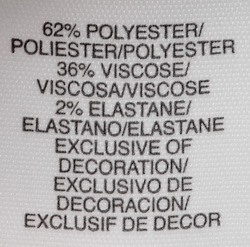 62% POLYESTER/
POLIESTER/POLYESTER
36% VISCOSE/
VISCOSA/VISCOSE
2% ELASTANE/
ELASTANO/ELASTANE
EXCLUSIVE OF
DECORATION/
EXCLUSIVO DE
DECORACION/
EXCLUSIF DE DECOR